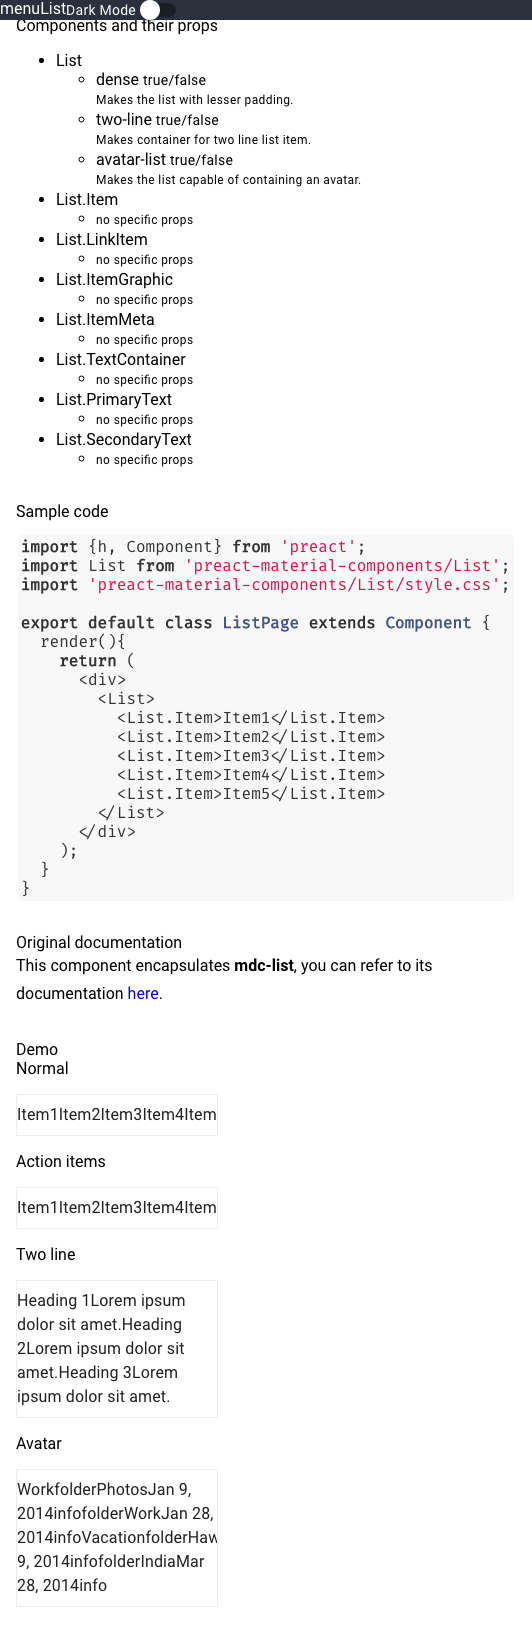 menuListDark Mode
Components and their props
List
dense true/false
Makes the list with lesser padding.
two-line true/false
Makes container for two line list item.
avatar-list true/false
Makes the list capable of containing an avatar.
List.Item
no specific props
List.LinkItem
no specific props
List.ItemGraphic
no specific props
List.ItemMeta
no specific props
List.TextContainer
no specific props
List.PrimaryText
no specific props
List.SecondaryText
no specific props
Sample code
import {h, Component} from 'preact';
import List from 'preact-material-components/List';
import 'preact-material-components/List/style.css';
export default class ListPage extends Component {
render(){
return (
<div>
<List>
<List.Item>Item1</List.Item>
<List.Item>Item2</List.Item>
<List.Item>Item3</List.Item>
<List.Item>Item4</List.Item>
<List.Item>Item5</List.Item>
</List>
</div>
);
}
}
Original documentation
This component encapsulates mdc-list, you can refer to its
documentation here.
Demo
Normal
Item1Item2Item3Item4Item
Action items
Item1Item2Item3Item4Item
Two line
Heading 1Lorem ipsum
dolor sit amet.Heading
2Lorem ipsum dolor sit
amet.Heading 3Lorem
ipsum dolor sit amet.
Avatar
WorkfolderPhotosJan 9,
2014infofolderWorkJan 28,
2014infoVacationfolderHaw
9, 2014infofolderIndiaMar
28, 2014info